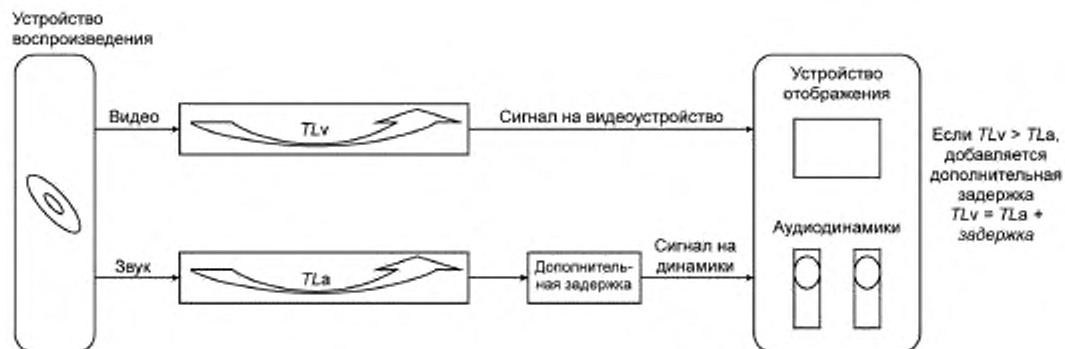 Устройство
воспроизведения
Видео
TLv
Сигнал на видеоустройство
Устройство
отображения
Если TLv > TLa,
добавляется
дополнительная
задержка
TLv = TLa +
задержка
Звук
TLa
Дополнитель-
ная задержка
Сигнал на
динамики
Аудиодинамики